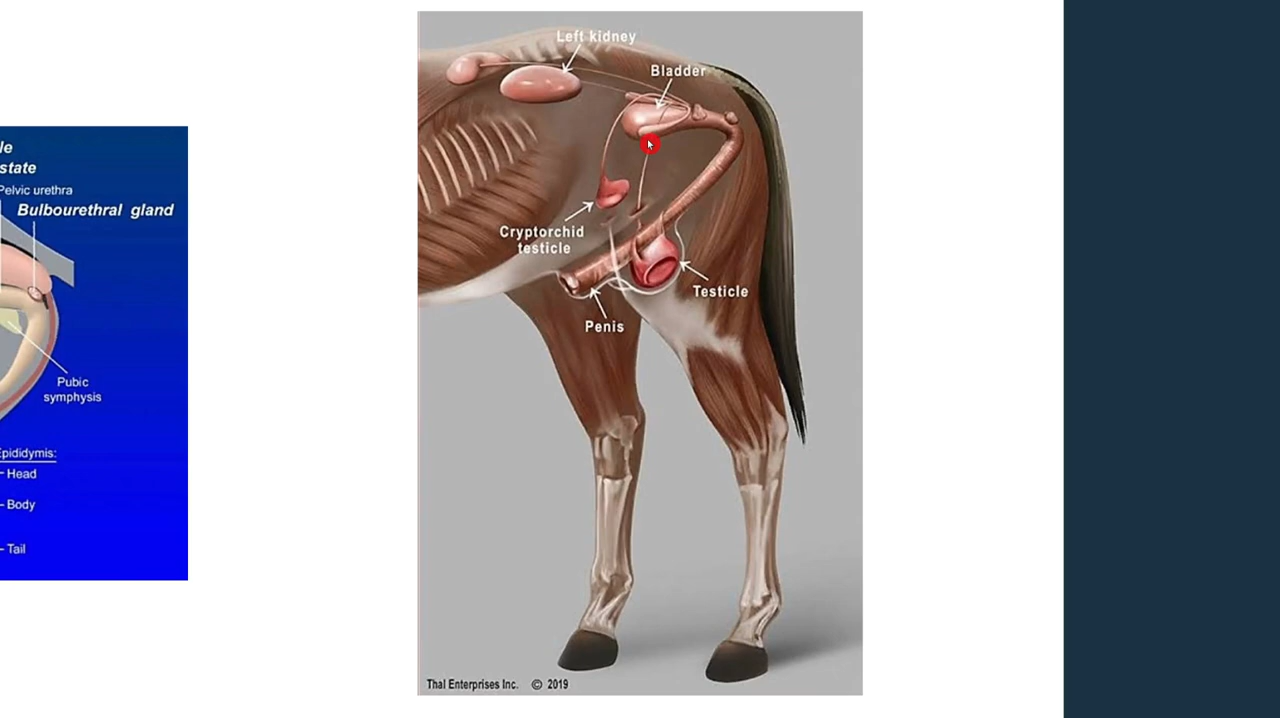 le
state
Pelvic urethra
Bulbourethral gland
Pubic
symphysis
Epididymis:
Head
Body
Tail
Left kidney
Bladder
Cryptorchid
testicle
Testicle
Penis
Thal Enterprises Inc. © 2019